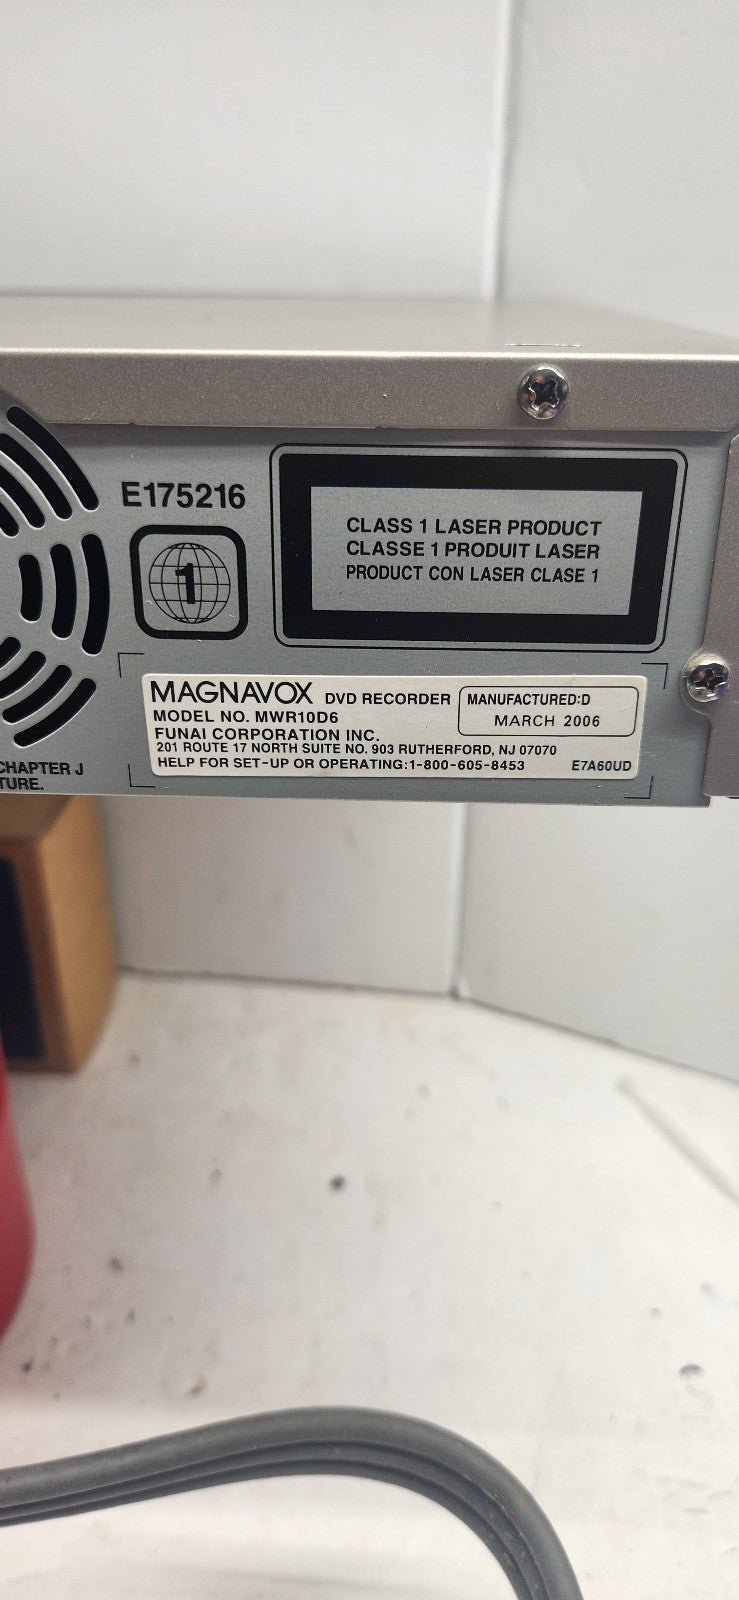 E175216
1
CLASS 1 LASER PRODUCT
CLASSE 1 PRODUIT LASER
PRODUCT CON LASER CLASE 1
MAGNAVOX DVD RECORDER
MODEL NO. MWR10D6
FUNAI CORPORATION INC.
201 ROUTE 17 NORTH SUITE NO. 903 RUTHERFORD, NJ 07070
HELP FOR SET-UP OR OPERATING:1-800-605-8453
MANUFACTURED:D
MARCH 2006
E7A60UD
CHAPTER J
TURE.